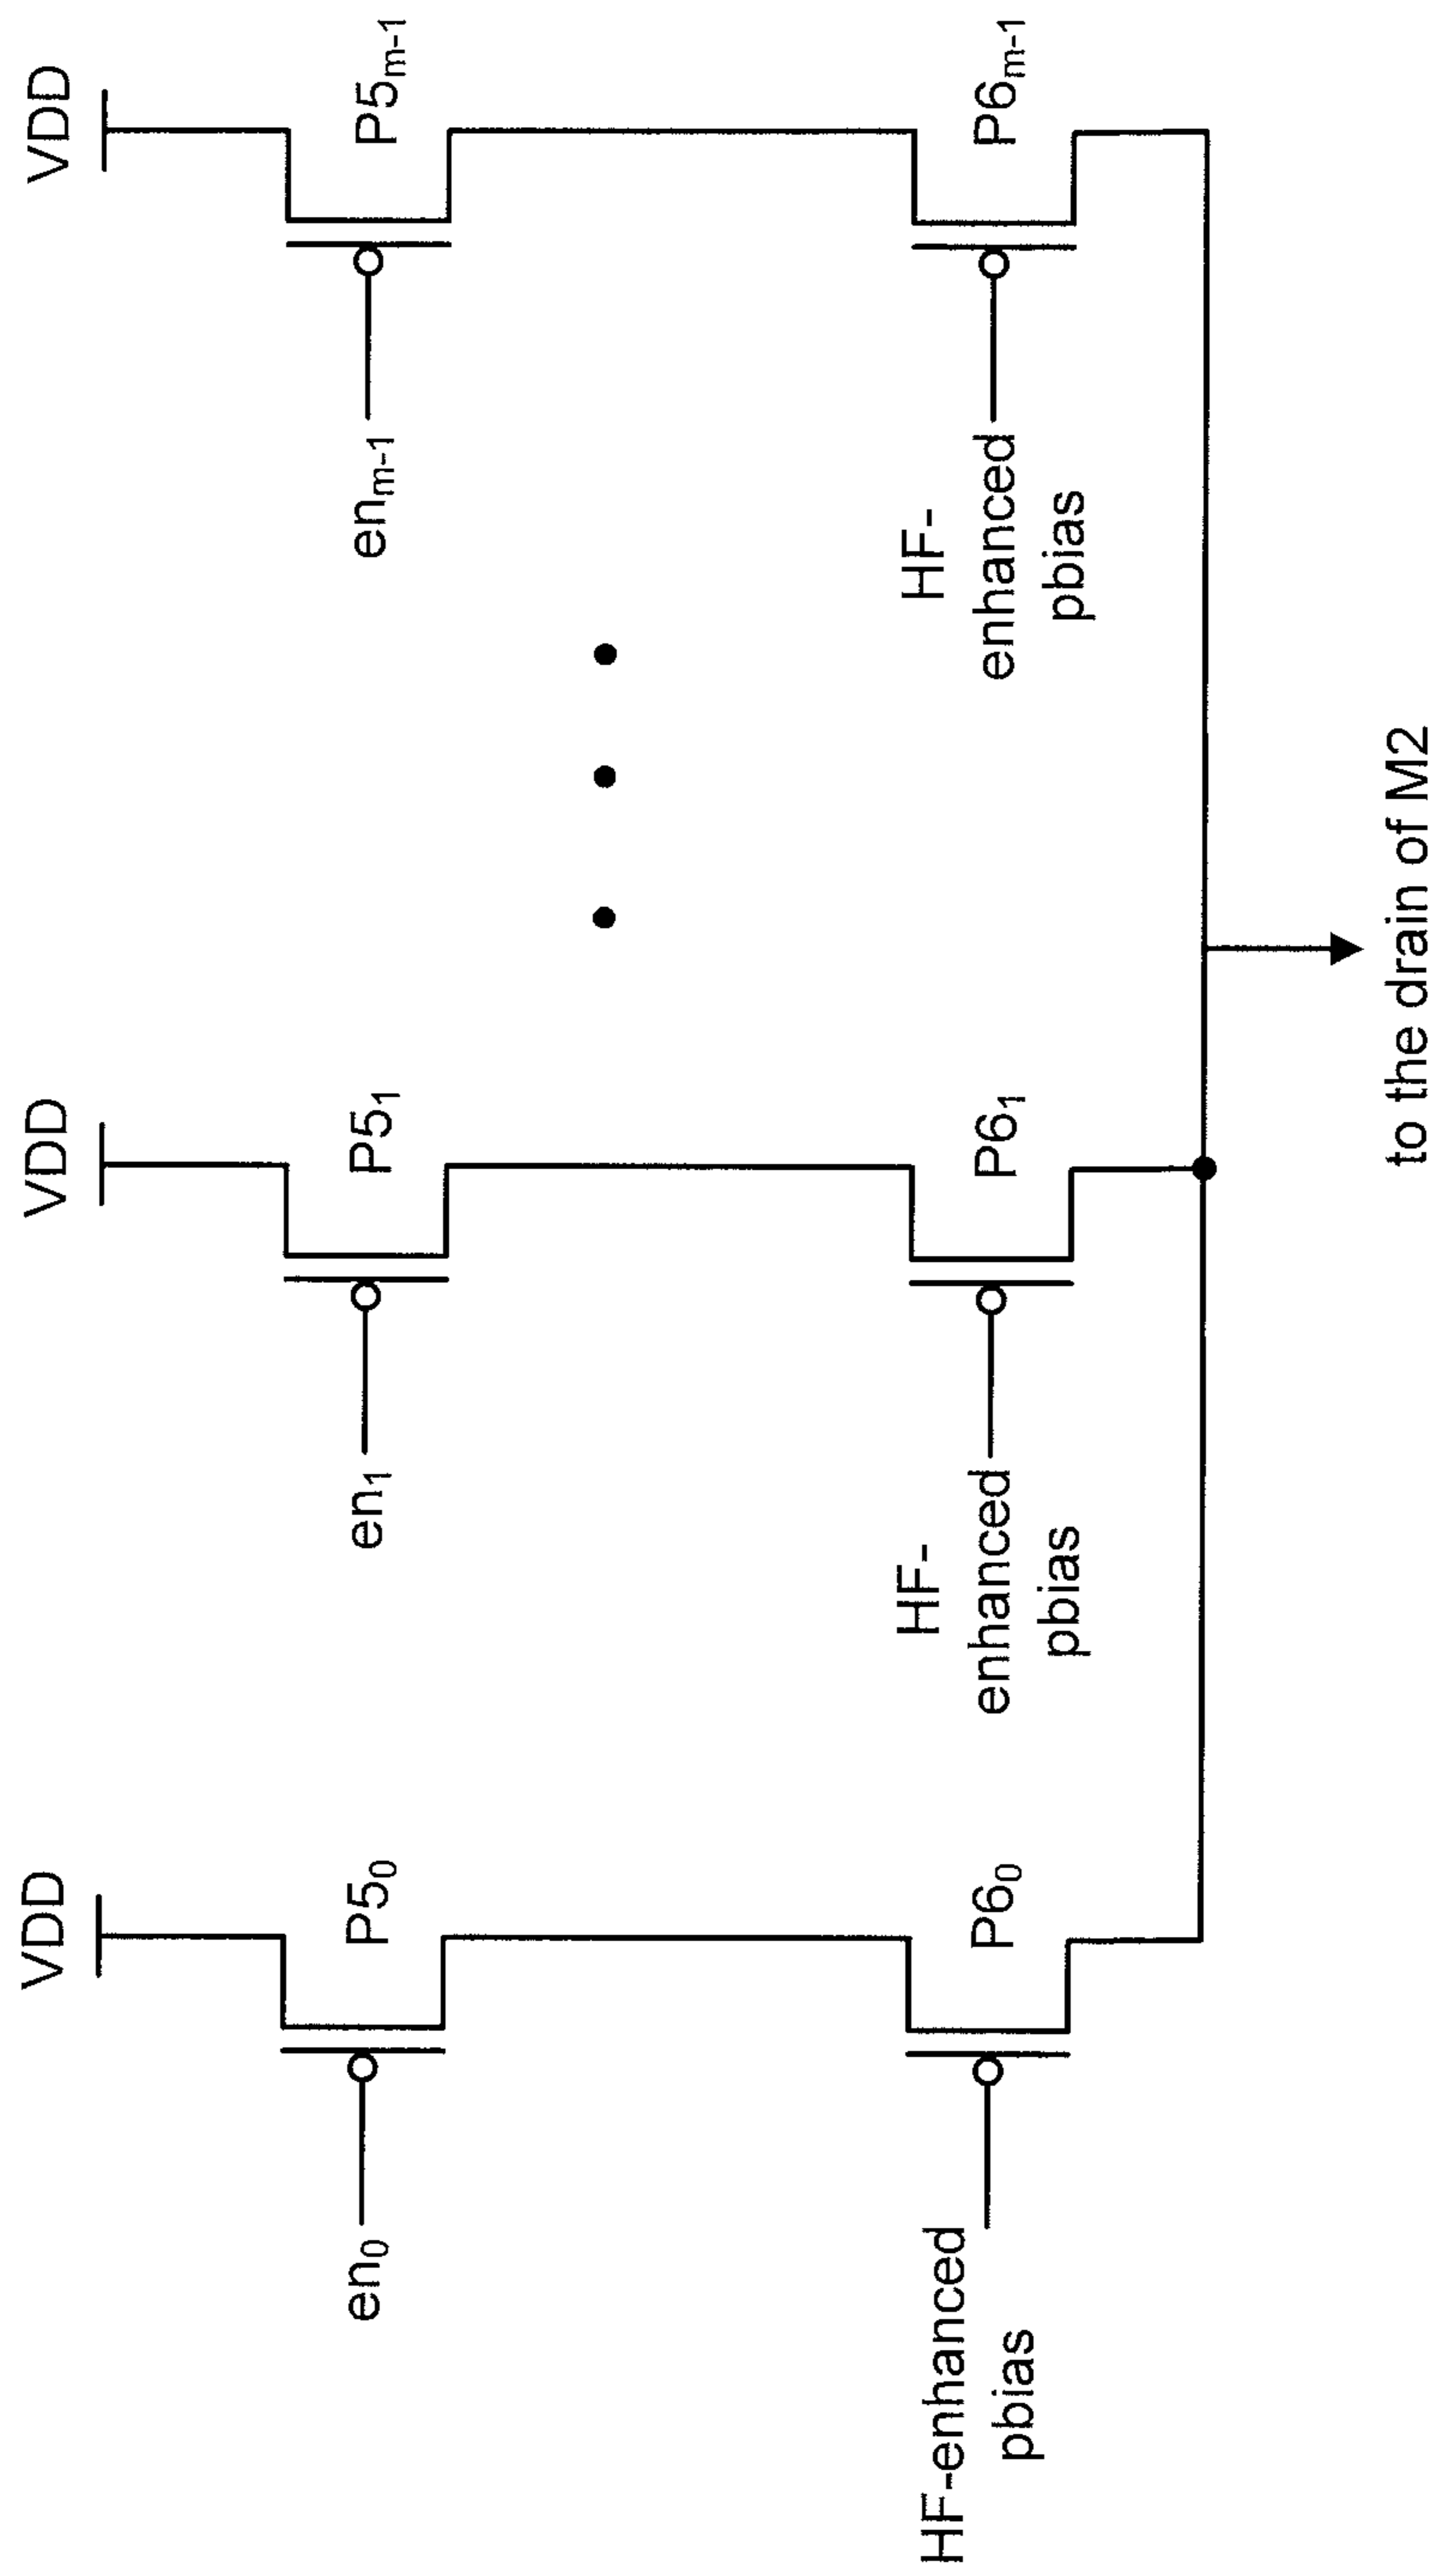 VDD
VDD
VDD
P5₀
P5₁
P5ₘ₋₁
en₀
en₁
enₘ₋₁
P6₀
P6₁
P6ₘ₋₁
HF-enhanced
pbias
HF-
enhanced
pbias
HF-
enhanced
pbias
to the drain of M2